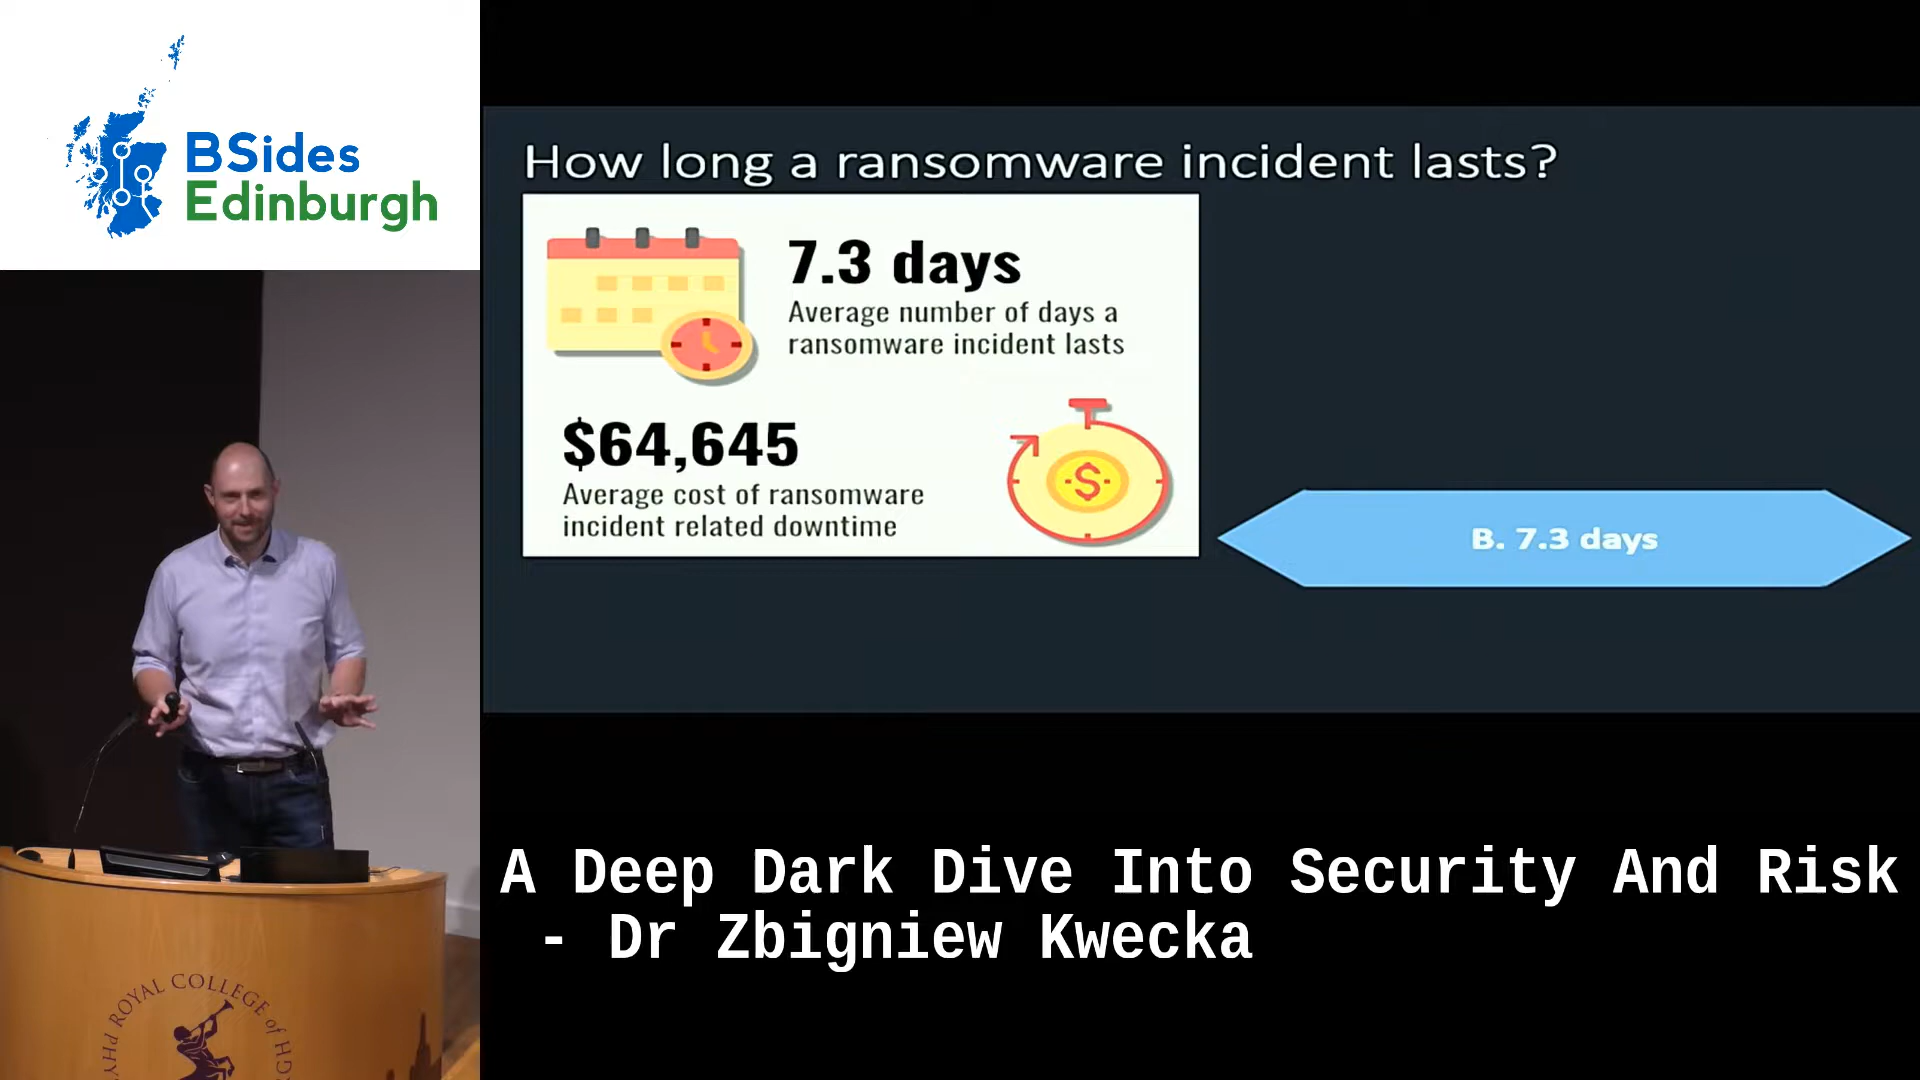 BSides
Edinburgh
How long a ransomware incident lasts?
7.3 days
Average number of days a
ransomware incident lasts
$64,645
Average cost of ransomware
incident related downtime
B. 7.3 days
A Deep Dark Dive Into Security And Risk
- Dr Zbigniew Kwecka
ROYAL COLLEGE of